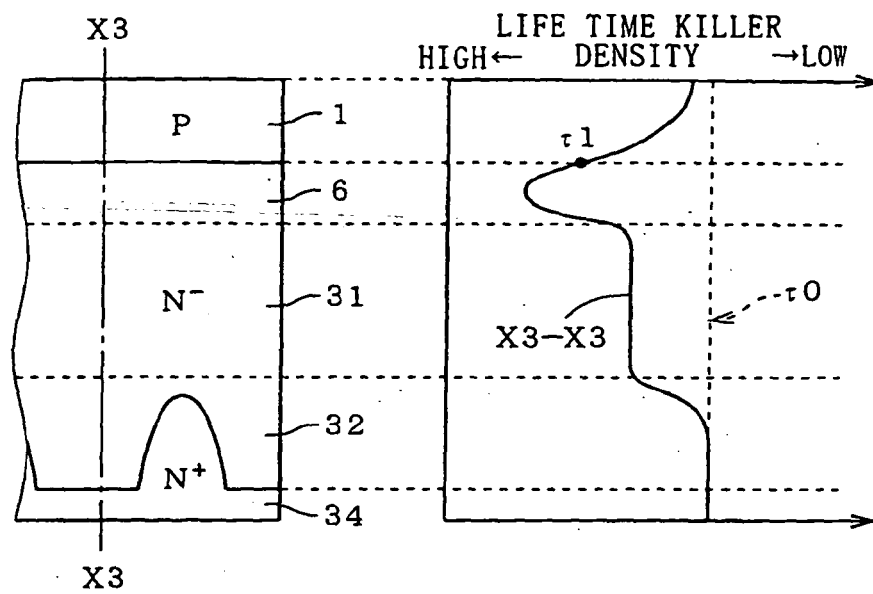 X3
LIFE TIME KILLER
HIGH← DENSITY →LOW
P
1
τ1
6
N⁻
31
τ0
X3-X3
32
N⁺
34
X3